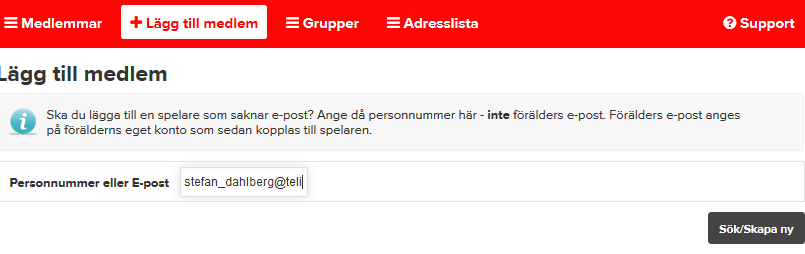 Medlemmar
Lägg till medlem
Grupper
Adresslista
Support
Lägg till medlem
Ska du lägga till en spelare som saknar e-post? Ange då personnummer här - inte förälders e-post. Förälders e-post anges
på förälderns eget konto som sedan kopplas till spelaren.
Personnummer eller E-post
stefan_dahlberg@teli
Sök/Skapa ny